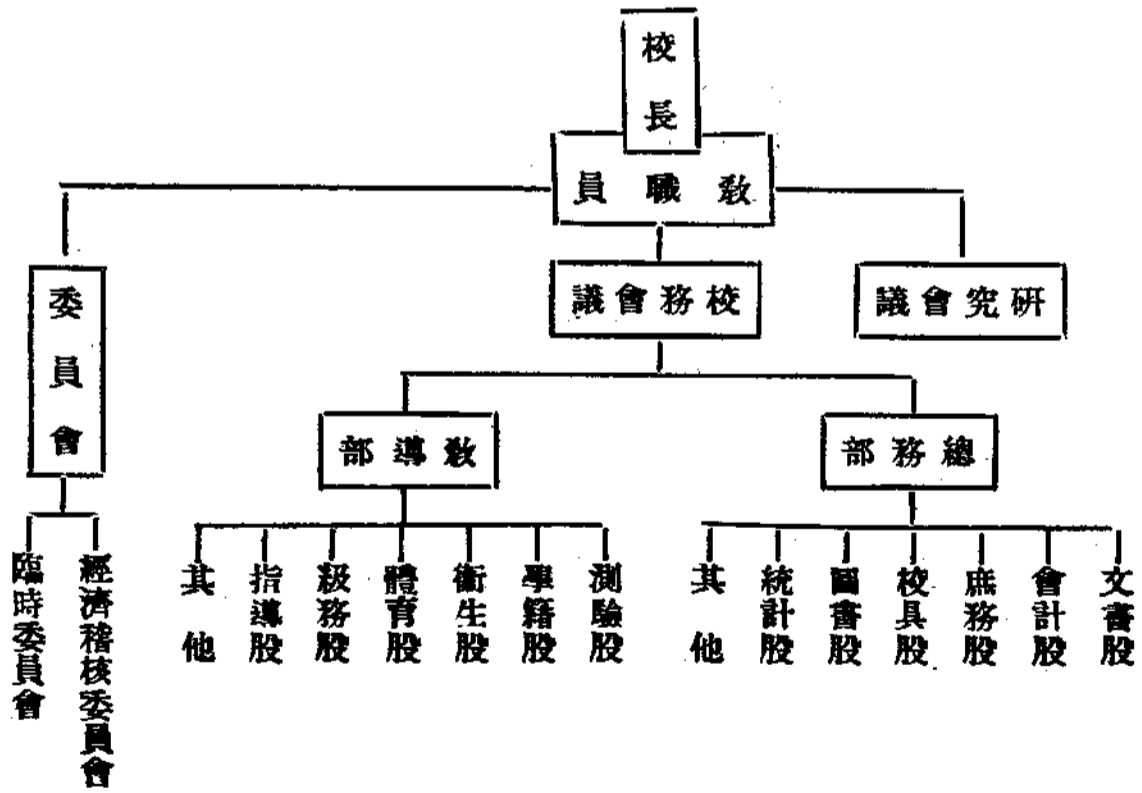 校長
教職員
研究會議
校務會議
委員會
總務部
教導部
文書股
會計股
庶務股
校具股
圖書股
統計股
其他
測驗股
學籍股
衞生股
體育股
級務股
指導股
其他
經濟稽核委員會
臨時委員會